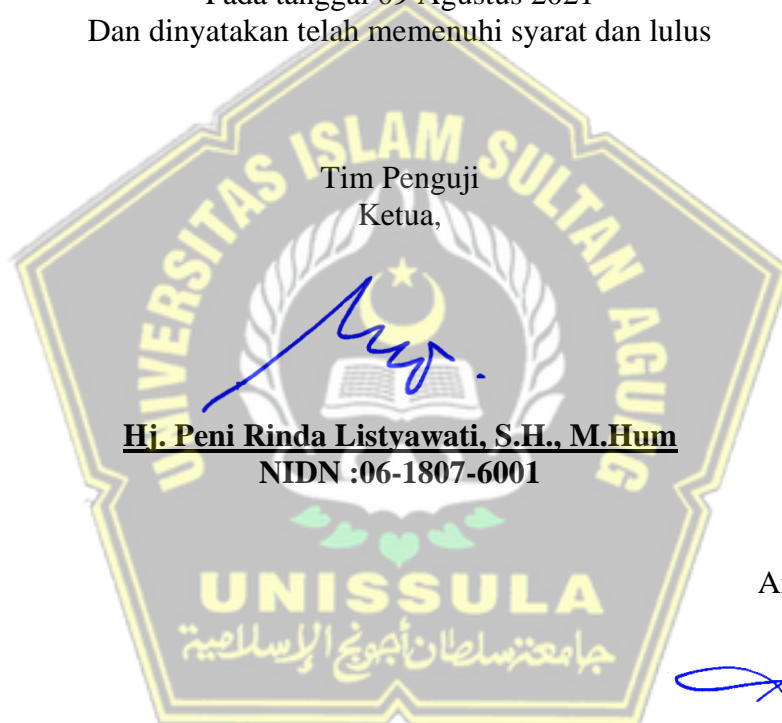 Pada tanggal 09 Agustus 2021
Dan dinyatakan telah memenuhi syarat dan lulus
UNIVERSITAS ISLAM SULTAN AGUNG
Tim Penguji
Ketua,
Hj. Peni Rinda Listyawati, S.H., M.Hum
NIDN :06-1807-6001
UNISSULA
جامعة سلطان أجونج الإسلامية